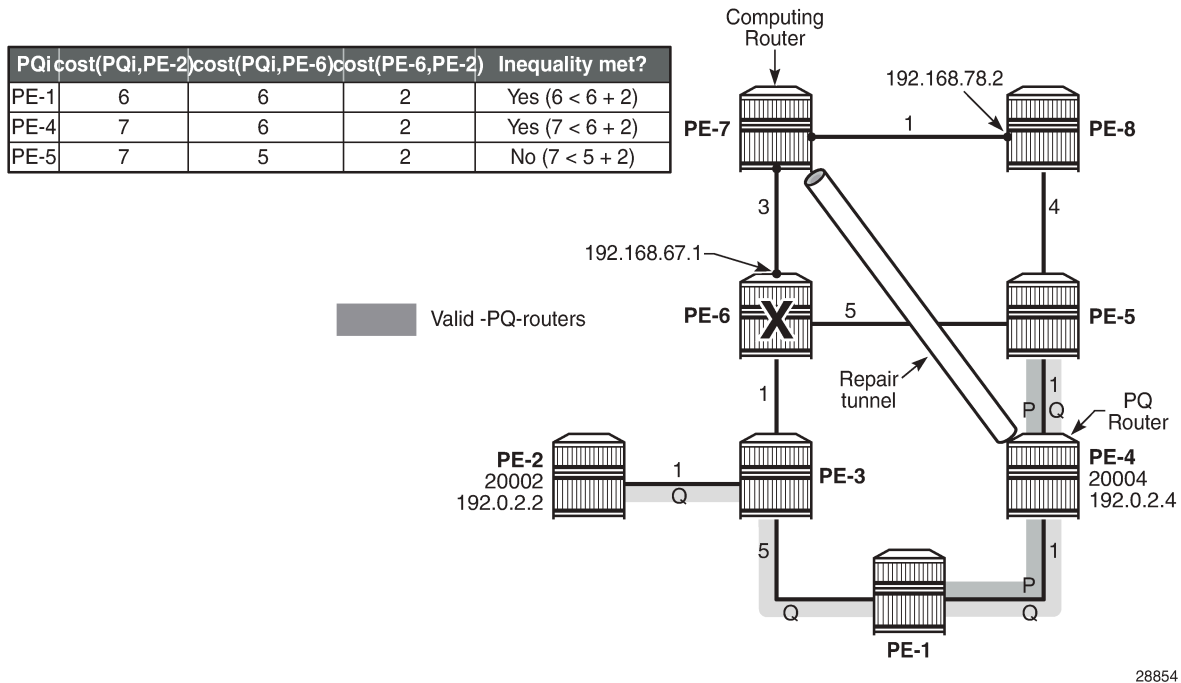 PQi cost(PQi,PE-2) cost(PQi,PE-6) cost(PE-6,PE-2) Inequality met?
PE-1 6 6 2 Yes (6 < 6 + 2)
PE-4 7 6 2 Yes (7 < 6 + 2)
PE-5 7 5 2 No (7 < 5 + 2)
Computing
Router
192.168.78.2
PE-7
1
PE-8
3
4
192.168.67.1
Valid -PQ-routers
PE-6
X
5
PE-5
Repair
tunnel
1
1
P
Q
PQ
Router
PE-2
20002
192.0.2.2
1
Q
PE-3
PE-4
20004
192.0.2.4
5
1
P
Q
Q
PE-1
28854